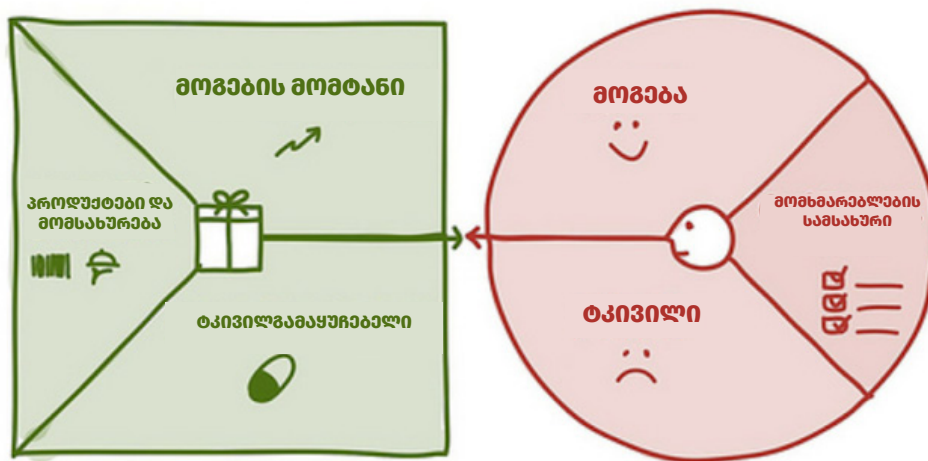 მოგების მომტანი
პროდუქტები და
მომსახურება
ტკივილგამაყუჩებელი
მოგება
მომხმარებლების
სამსახური
ტკივილი